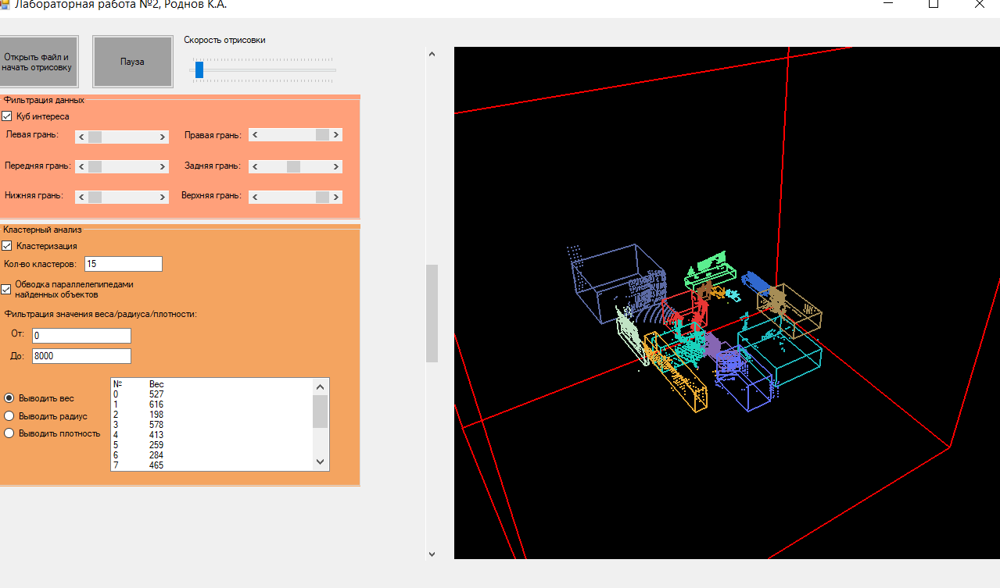 Лабораторная работа №2, Роднов К.А.
Открыть файл и
начать отрисовку
Пауза
Скорость отрисовки
Фильтрация данных
Куб интереса
Левая грань:
Правая грань:
Передняя грань:
Задняя грань:
Нижняя грань:
Верхняя грань:
Кластерный анализ
Кластеризация
Кол-во кластеров:
15
Обводка параллелепипедами
найденных объектов
Фильтрация значения веса/радиуса/плотности:
От:
0
До:
8000
Выводить вес
Выводить радиус
Выводить плотность
№ Вес
0 527
1 616
2 198
3 578
4 413
5 259
6 284
7 465